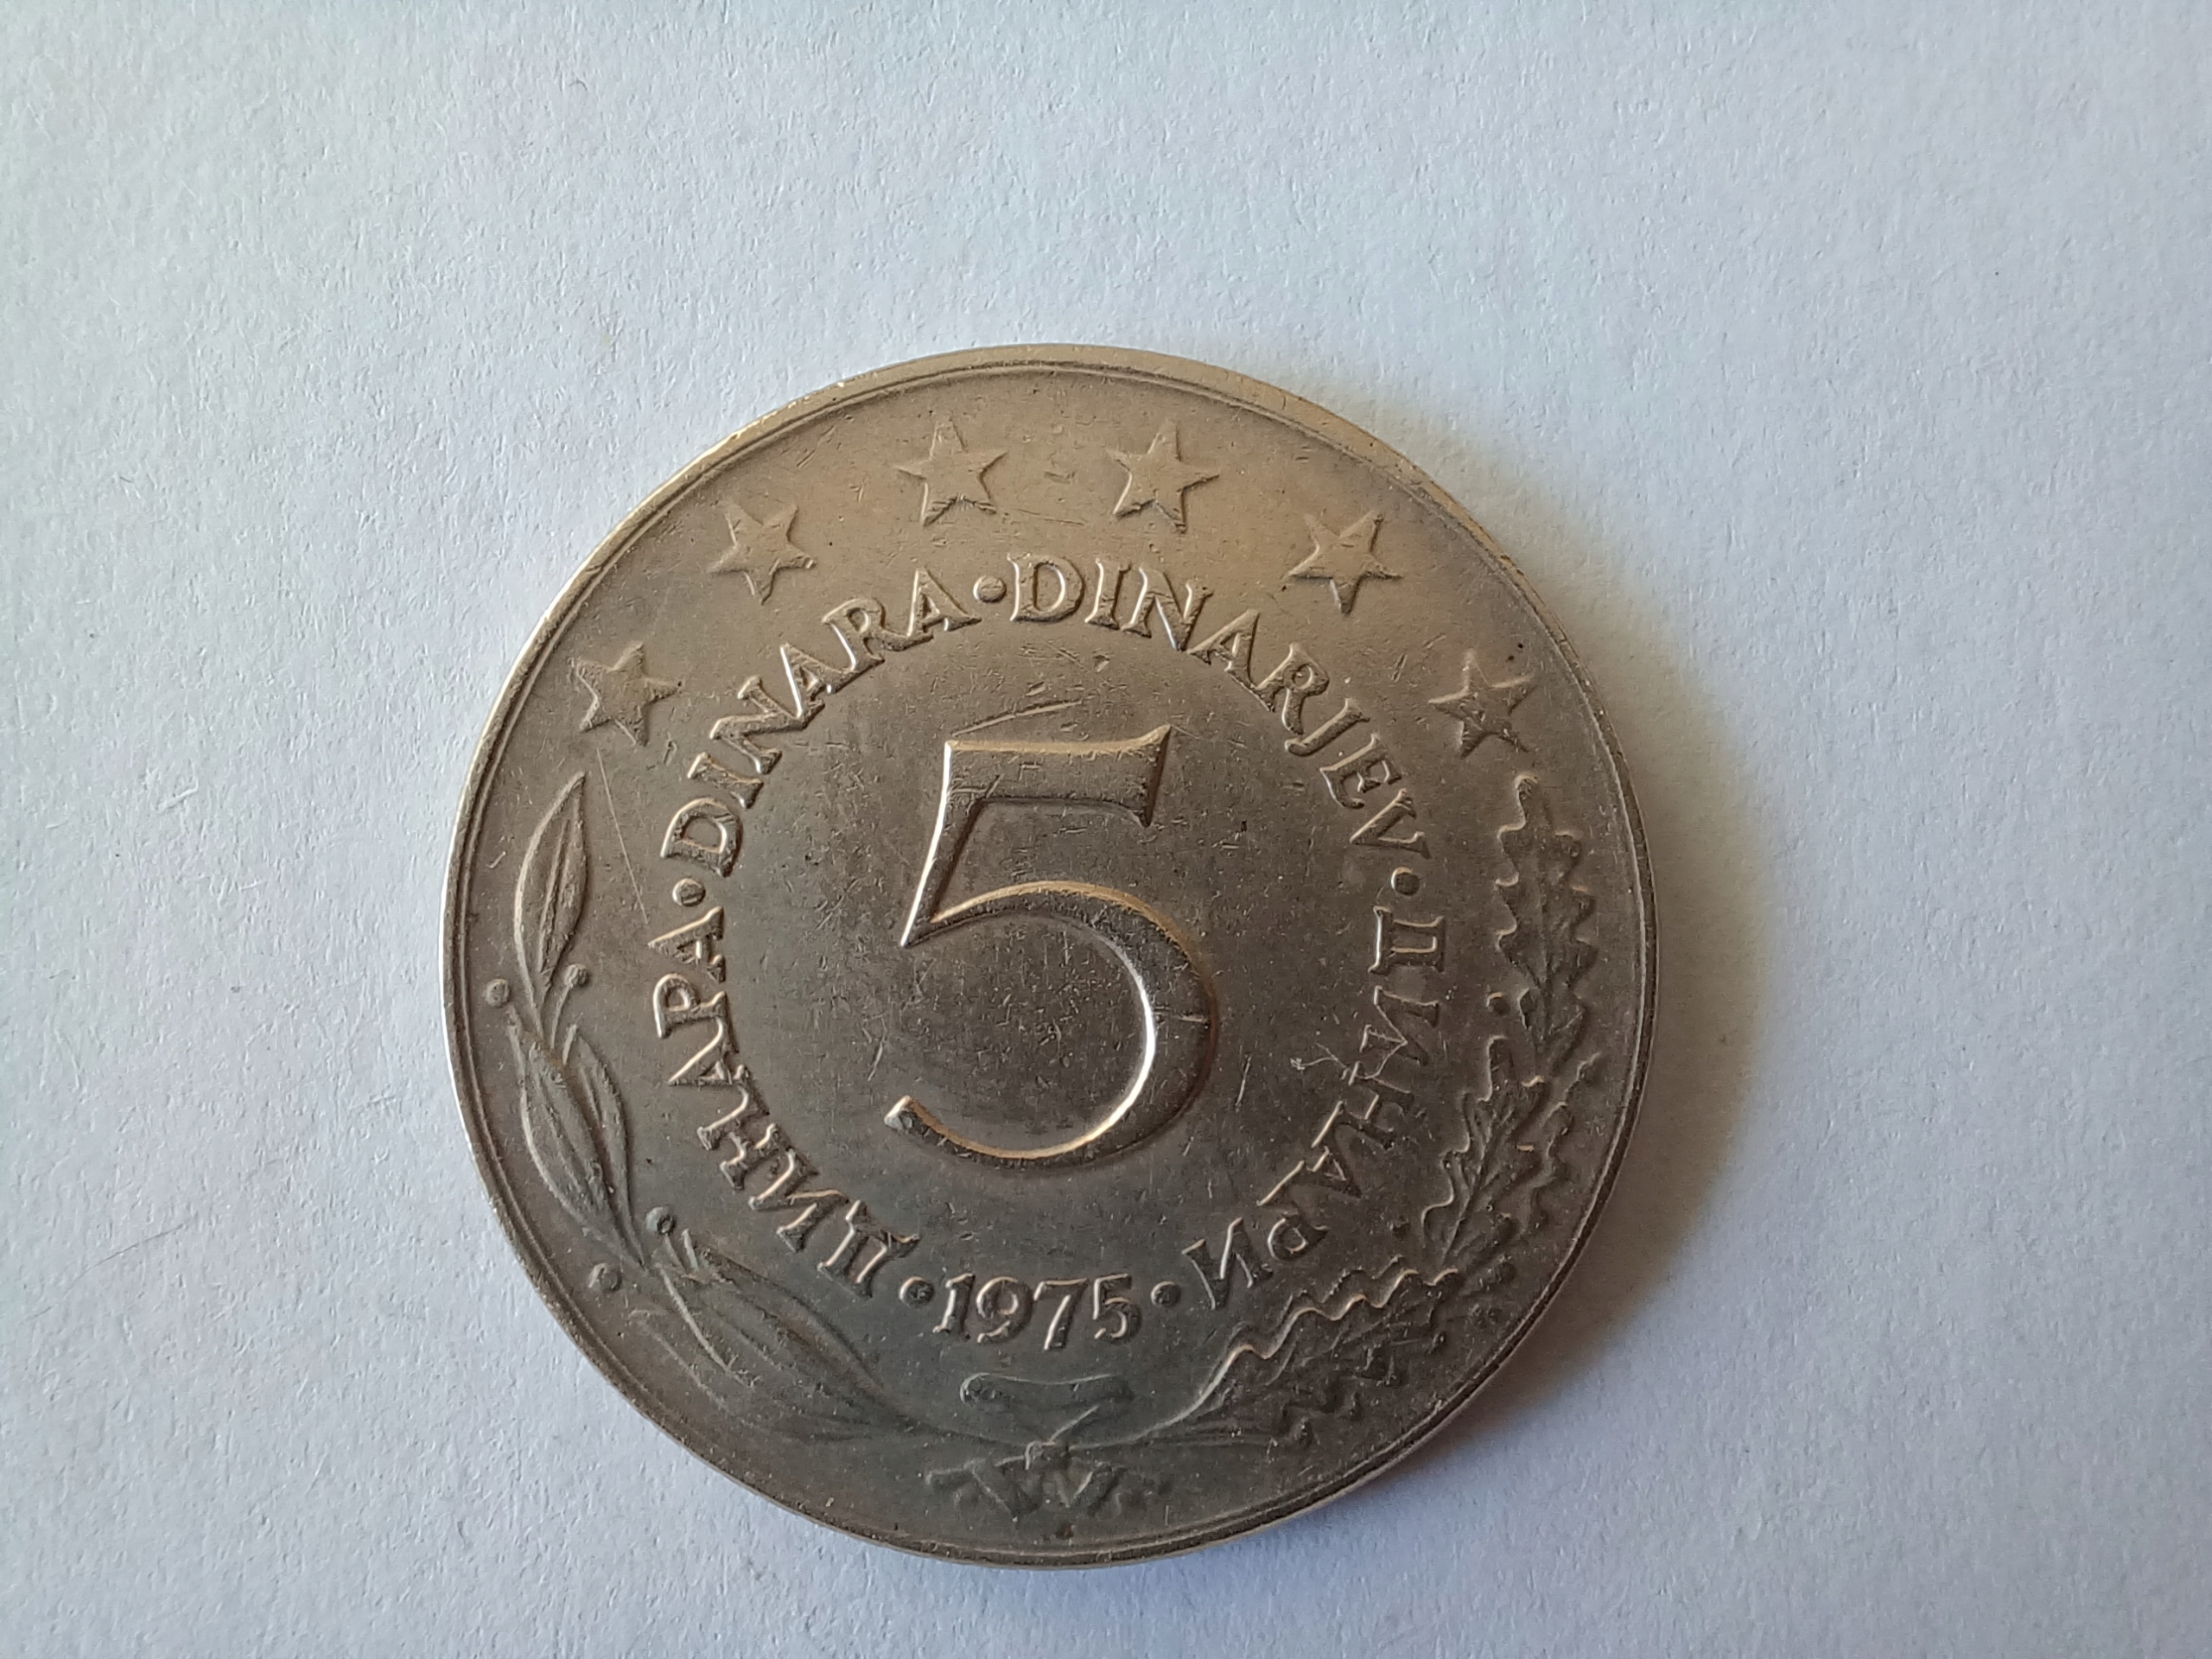 ДИНАРА • DINARA • DINARJEV • ДИНАРИ
5
• 1975 •